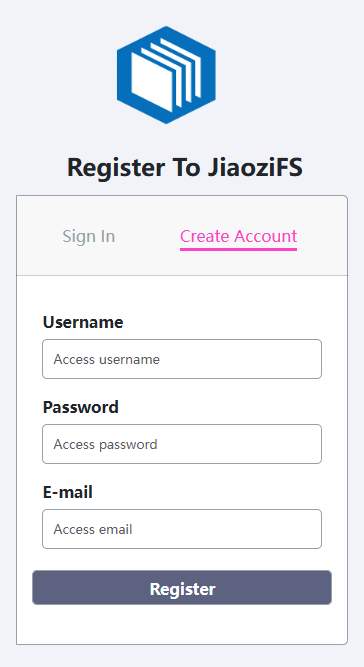 Register To JiaoziFS
Sign In Create Account
Username
Access username
Password
Access password
E-mail
Access email
Register